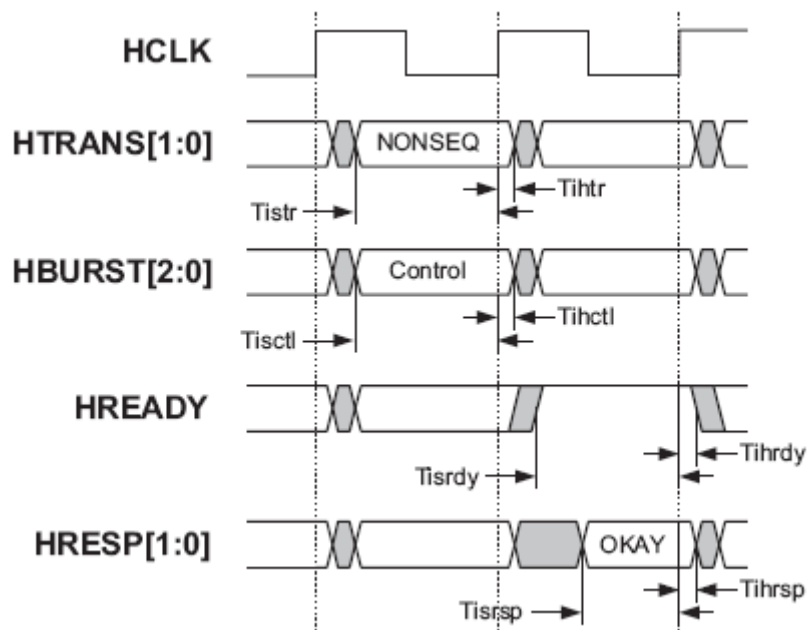 HCLK
HTRANS[1:0]
NONSEQ
Tihtr
Tistr
HBURST[2:0]
Control
Tihctl
Tisctl
HREADY
Tihrdy
Tisrdy
HRESP[1:0]
OKAY
Tihrsp
Tisrsp